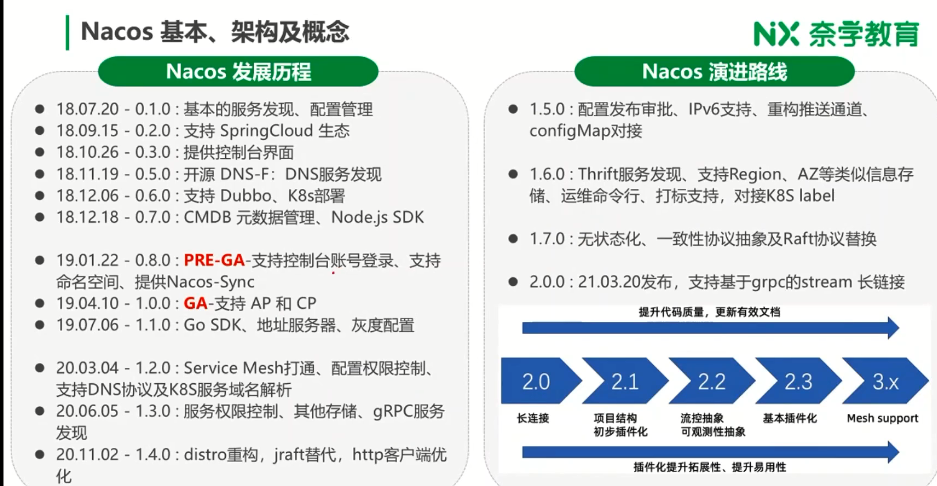 Nacos 基本、架构及概念
NiX 奈学教育
Nacos 发展历程
● 18.07.20 - 0.1.0 : 基本的服务发现、配置管理
● 18.09.15 - 0.2.0 : 支持 SpringCloud 生态
● 18.10.26 - 0.3.0 : 提供控制台界面
● 18.11.19 - 0.5.0 : 开源 DNS-F：DNS服务发现
● 18.12.06 - 0.6.0 : 支持 Dubbo、K8s部署
● 18.12.18 - 0.7.0 : CMDB 元数据管理、Node.js SDK
● 19.01.22 - 0.8.0 : PRE-GA-支持控制台账号登录、支持
命名空间、提供Nacos-Sync
● 19.04.10 - 1.0.0 : GA-支持 AP 和 CP
● 19.07.06 - 1.1.0 : Go SDK、地址服务器、灰度配置
● 20.03.04 - 1.2.0 : Service Mesh打通、配置权限控制、
支持DNS协议及K8S服务域名解析
● 20.06.05 - 1.3.0 : 服务权限控制、其他存储、gRPC服务
发现
● 20.11.02 - 1.4.0 : distro重构，jraft替代，http客户端优
化
Nacos 演进路线
● 1.5.0 : 配置发布审批、IPv6支持、重构推送通道、
configMap对接
● 1.6.0 : Thrift服务发现、支持Region、AZ等类似信息存
储、运维命令行、打标支持，对接K8S label
● 1.7.0 : 无状态化、一致性协议抽象及Raft协议替换
● 2.0.0 : 21.03.20发布，支持基于grpc的stream 长链接
提升代码质量，更新有效文档
2.0
2.1
2.2
2.3
3.x
长连接
项目结构
初步插件化
流控抽象
可观测性抽象
基本插件化
Mesh support
插件化提升拓展性、提升易用性